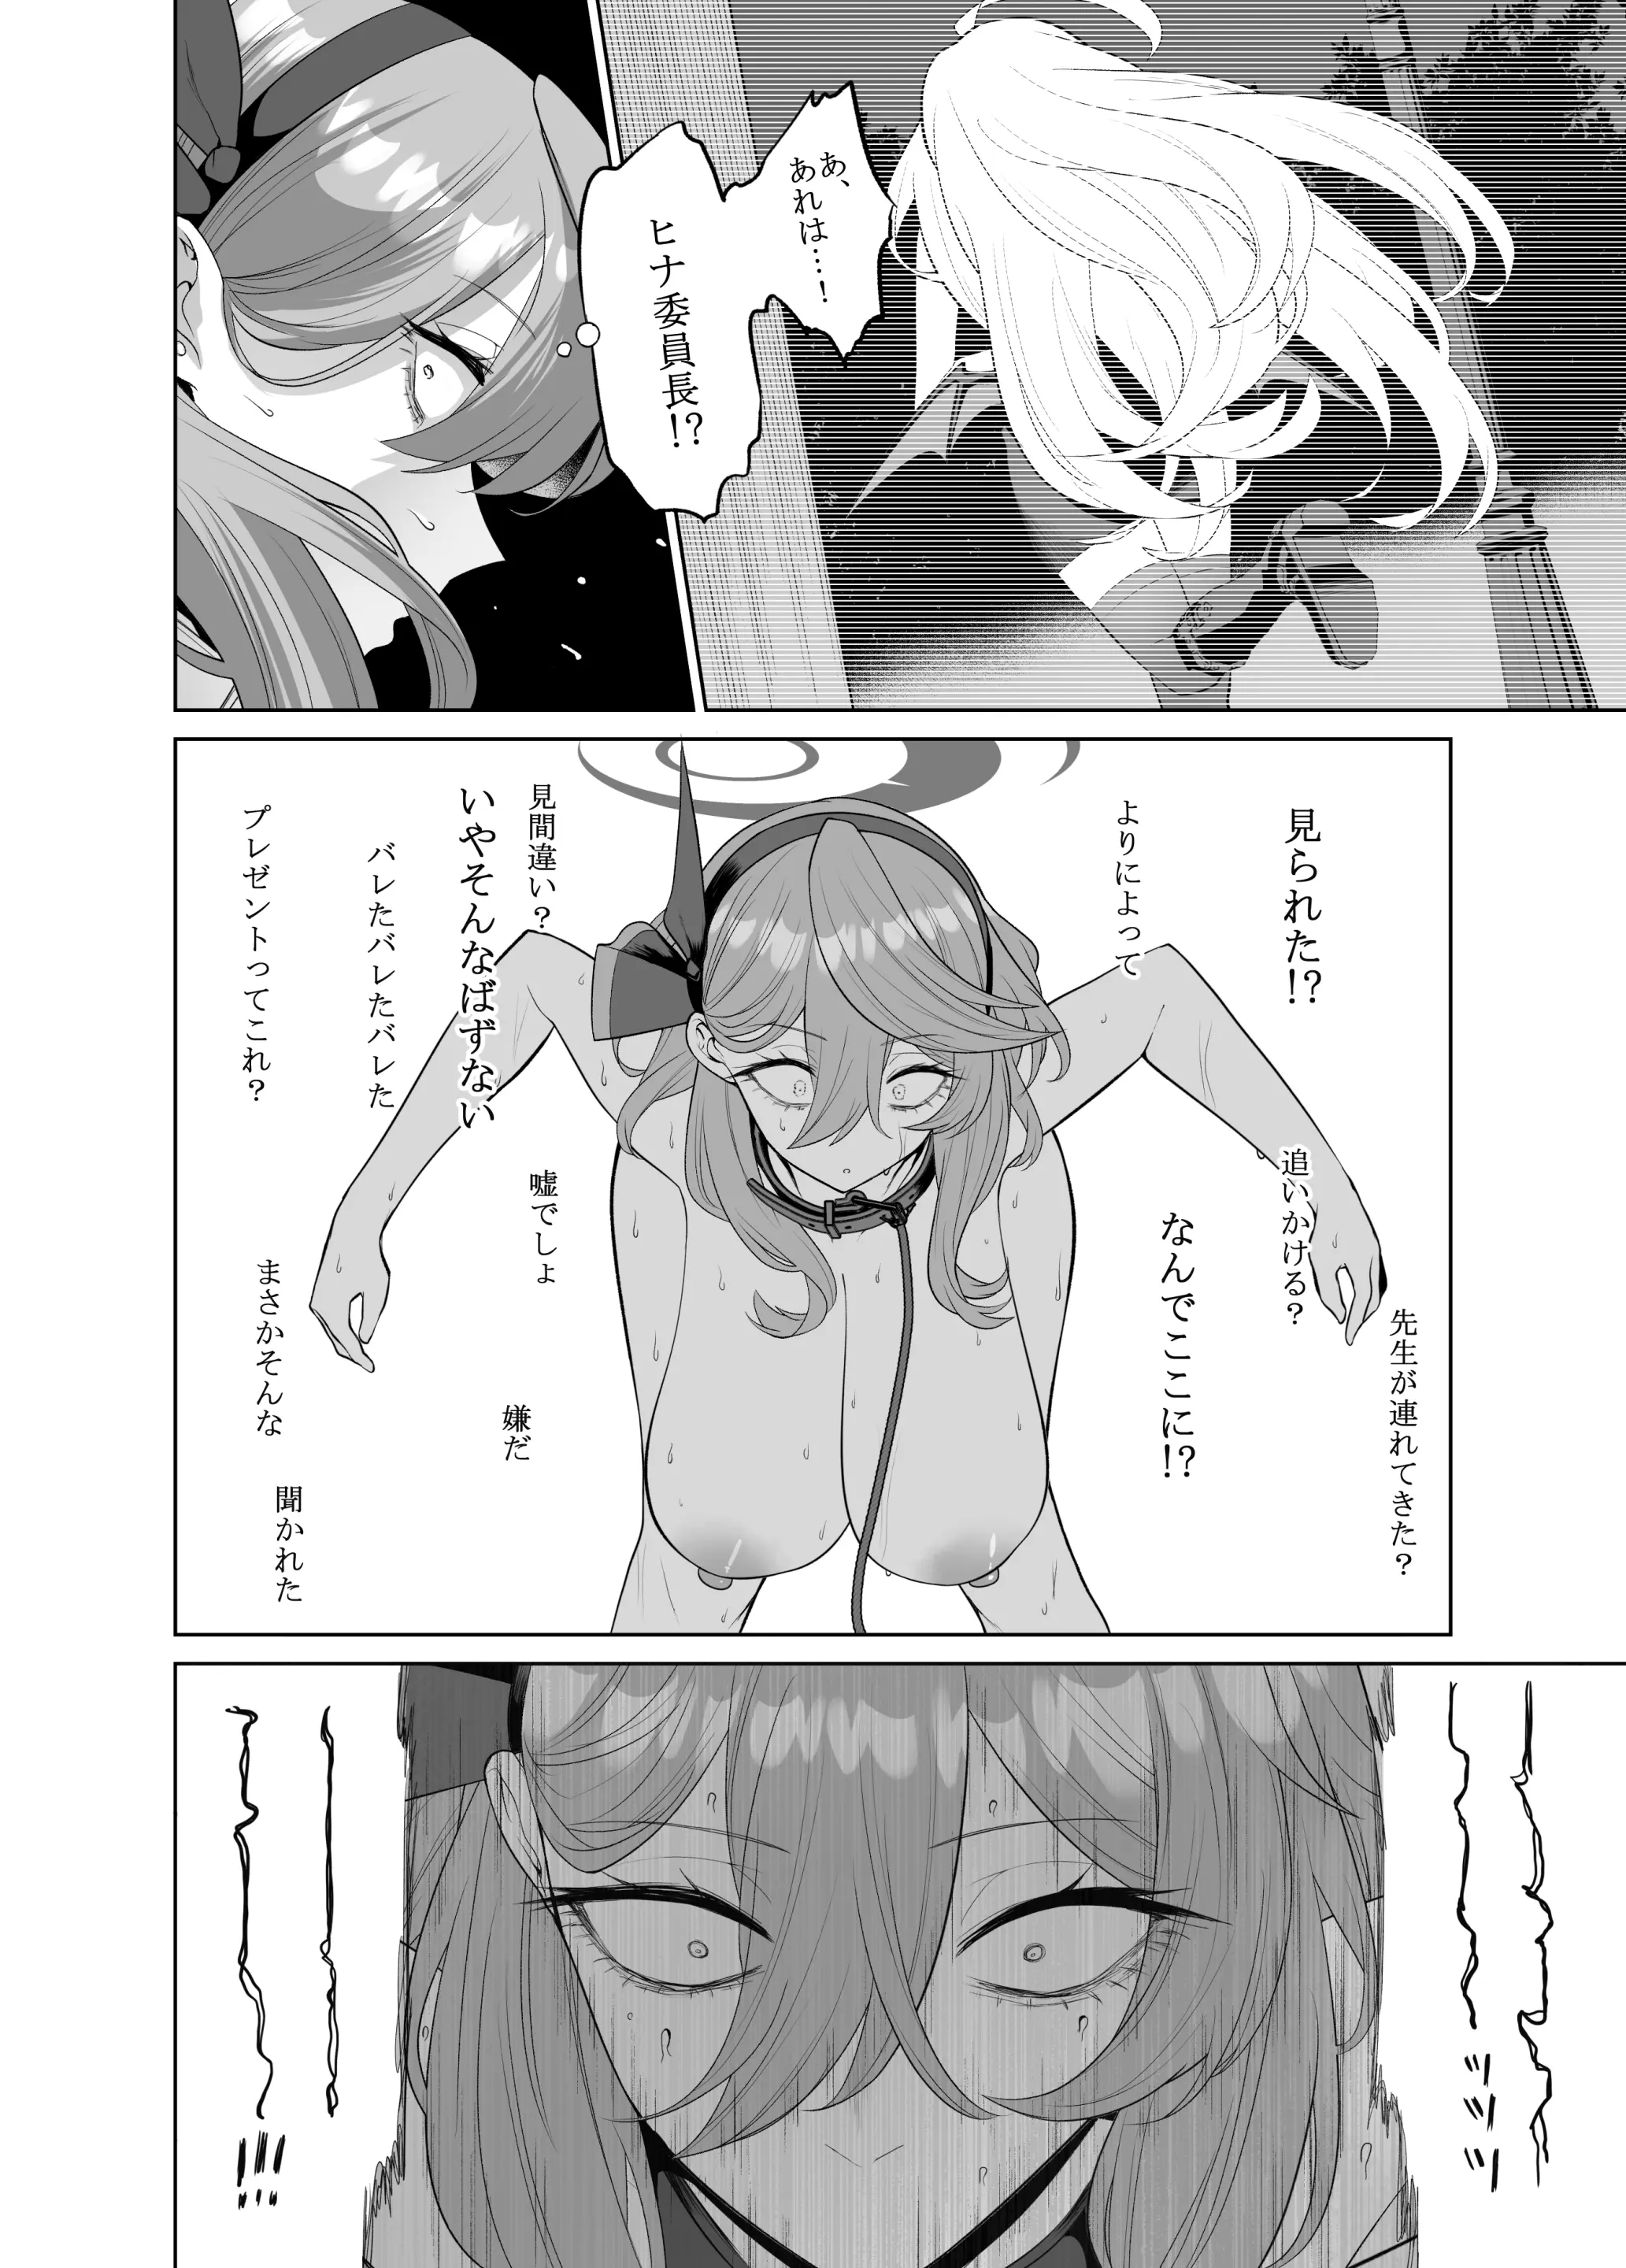 あ、
あれは…！
ヒナ委員長!?
見られた!?
よりによって
追いかける？
先生が連れてきた？
なんでここに!?
見間違い？
いやそんなはずない
バレたバレたバレた
プレゼントってこれ？
嘘でしょ
まさかそんな
嫌だ
聞かれた